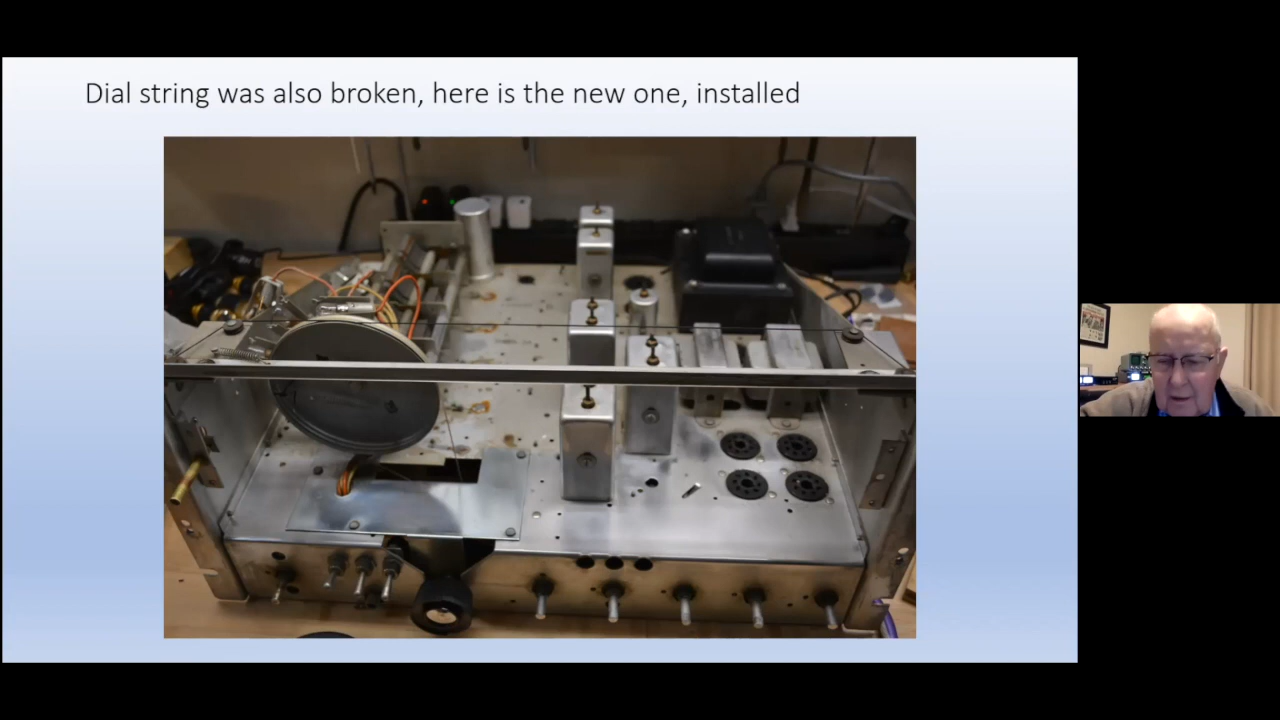 Dial string was also broken, here is the new one, installed